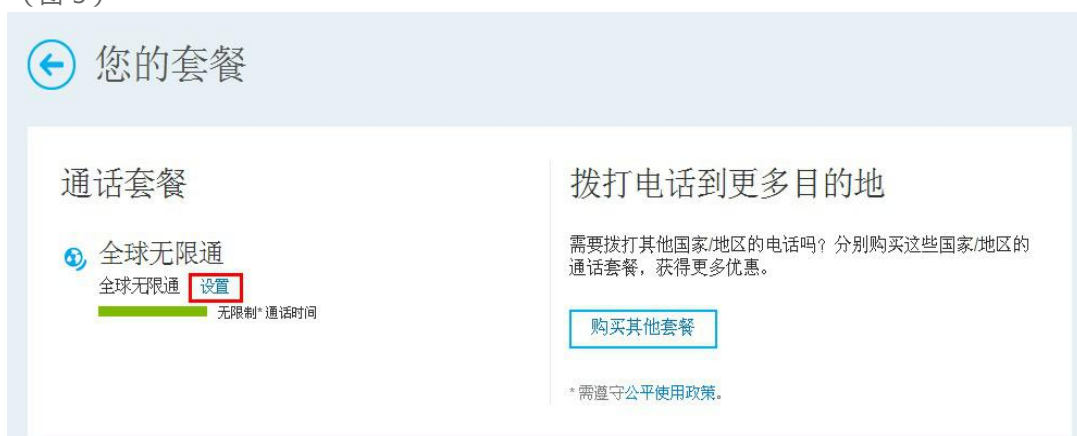 （图 5）
您的套餐
通话套餐
全球无限通
全球无限通 设置
无限制* 通话时间
拨打电话到更多目的地
需要拨打其他国家/地区的电话吗？分别购买这些国家/地区的
通话套餐，获得更多优惠。
购买其他套餐
* 需遵守公平使用政策。